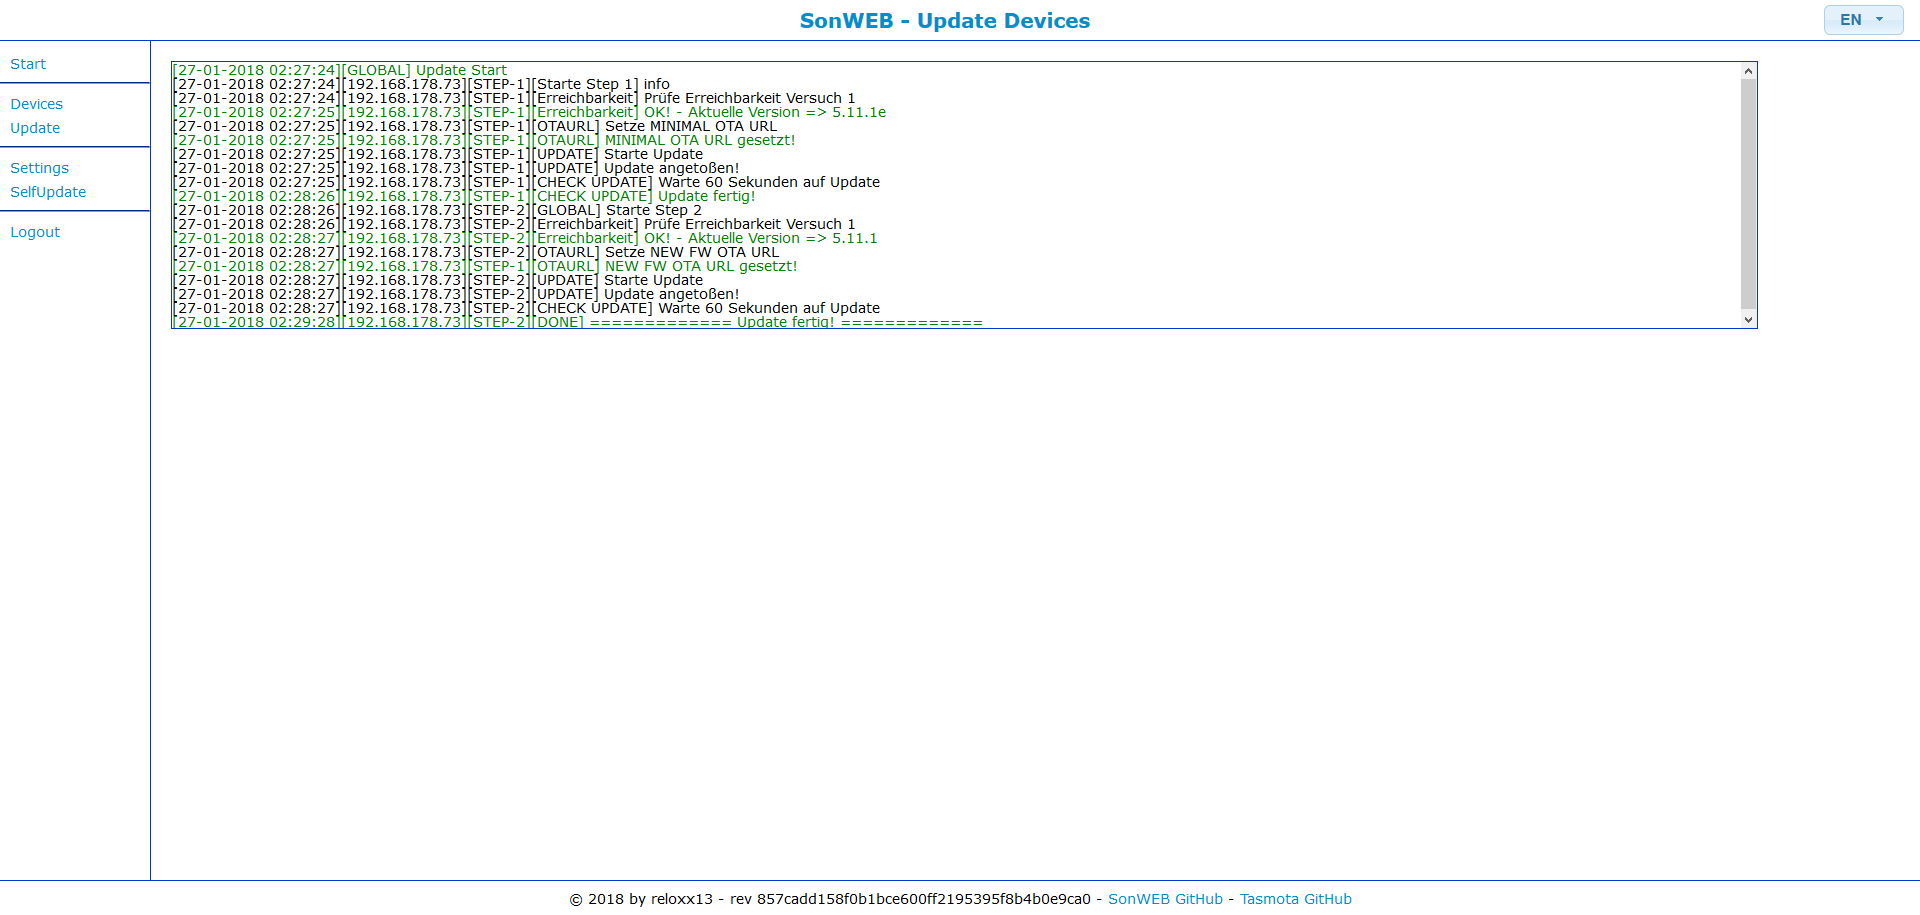 SonWEB - Update Devices
EN
Start
Devices
Update
Settings
SelfUpdate
Logout
[27-01-2018 02:27:24][GLOBAL] Update Start
[27-01-2018 02:27:24][192.168.178.73][STEP-1][Starte Step 1] info
[27-01-2018 02:27:24][192.168.178.73][STEP-1][Erreichbarkeit] Prüfe Erreichbarkeit Versuch 1
[27-01-2018 02:27:25][192.168.178.73][STEP-1][Erreichbarkeit] OK! - Aktuelle Version => 5.11.1e
[27-01-2018 02:27:25][192.168.178.73][STEP-1][OTAURL] Setze MINIMAL OTA URL
[27-01-2018 02:27:25][192.168.178.73][STEP-1][OTAURL] MINIMAL OTA URL gesetzt!
[27-01-2018 02:27:25][192.168.178.73][STEP-1][UPDATE] Starte Update
[27-01-2018 02:27:25][192.168.178.73][STEP-1][UPDATE] Update angetoßen!
[27-01-2018 02:27:25][192.168.178.73][STEP-1][CHECK UPDATE] Warte 60 Sekunden auf Update
[27-01-2018 02:28:26][192.168.178.73][STEP-1][CHECK UPDATE] Update fertig!
[27-01-2018 02:28:26][192.168.178.73][STEP-2][GLOBAL] Starte Step 2
[27-01-2018 02:28:26][192.168.178.73][STEP-2][Erreichbarkeit] Prüfe Erreichbarkeit Versuch 1
[27-01-2018 02:28:27][192.168.178.73][STEP-2][Erreichbarkeit] OK! - Aktuelle Version => 5.11.1
[27-01-2018 02:28:27][192.168.178.73][STEP-2][OTAURL] Setze NEW FW OTA URL
[27-01-2018 02:28:27][192.168.178.73][STEP-1][OTAURL] NEW FW OTA URL gesetzt!
[27-01-2018 02:28:27][192.168.178.73][STEP-2][UPDATE] Starte Update
[27-01-2018 02:28:27][192.168.178.73][STEP-2][UPDATE] Update angetoßen!
[27-01-2018 02:28:27][192.168.178.73][STEP-2][CHECK UPDATE] Warte 60 Sekunden auf Update
[27-01-2018 02:29:28][192.168.178.73][STEP-2][DONE] ============= Update fertig! =============
© 2018 by reloxx13 - rev 857cadd158f0b1bce600ff2195395f8b4b0e9ca0 - SonWEB GitHub - Tasmota GitHub